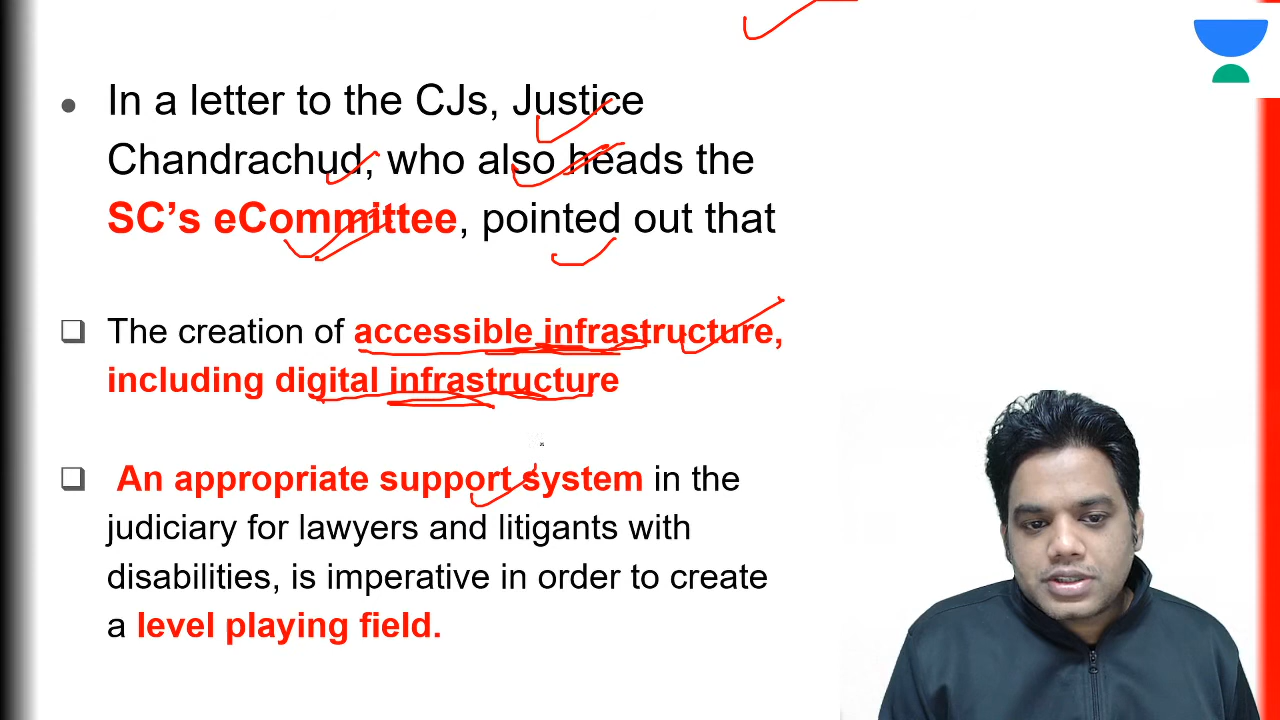 In a letter to the CJs, Justice
Chandrachud, who also heads the
SC’s eCommittee, pointed out that
The creation of accessible infrastructure,
including digital infrastructure
An appropriate support system in the
judiciary for lawyers and litigants with
disabilities, is imperative in order to create
a level playing field.